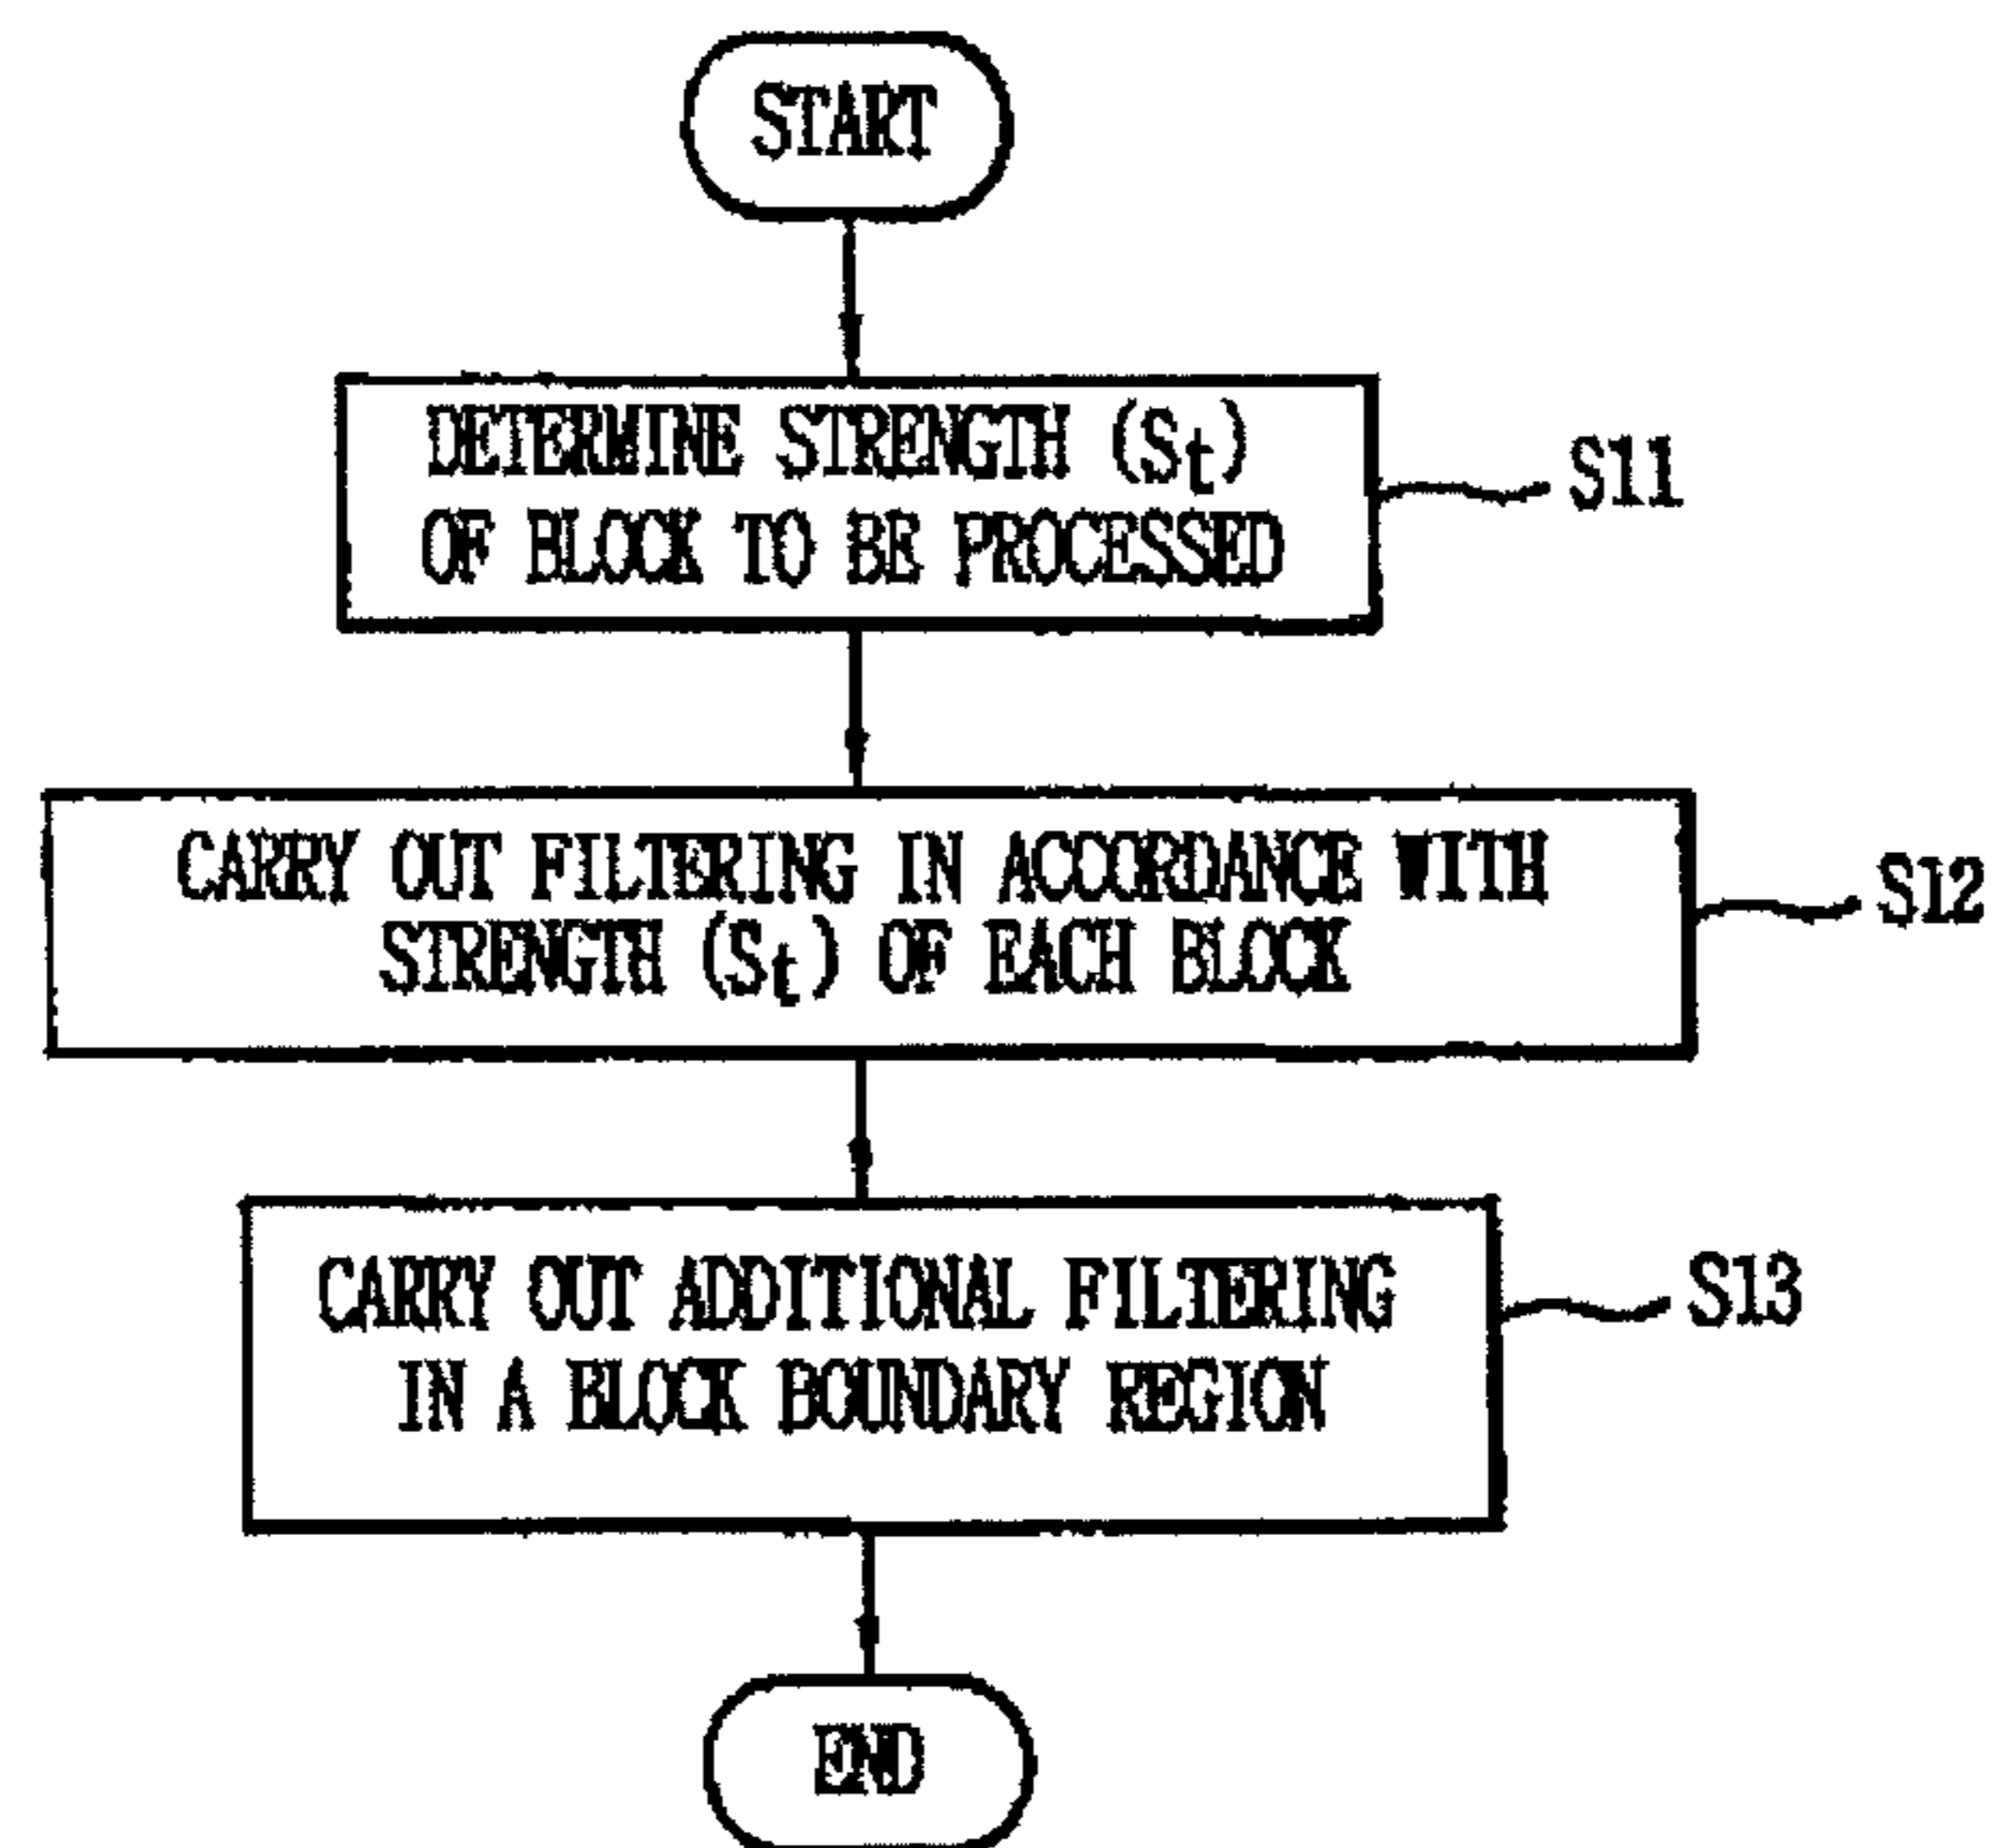 START
DETERMINE STRENGTH (St)
OF BLOCK TO BE PROCESSED
S11
CARRY OUT FILTERING IN ACCORDANCE WITH
STRENGTH (St) OF EACH BLOCK
S12
CARRY OUT ADDITIONAL FILTERING
IN A BLOCK BOUNDARY REGION
S13
END